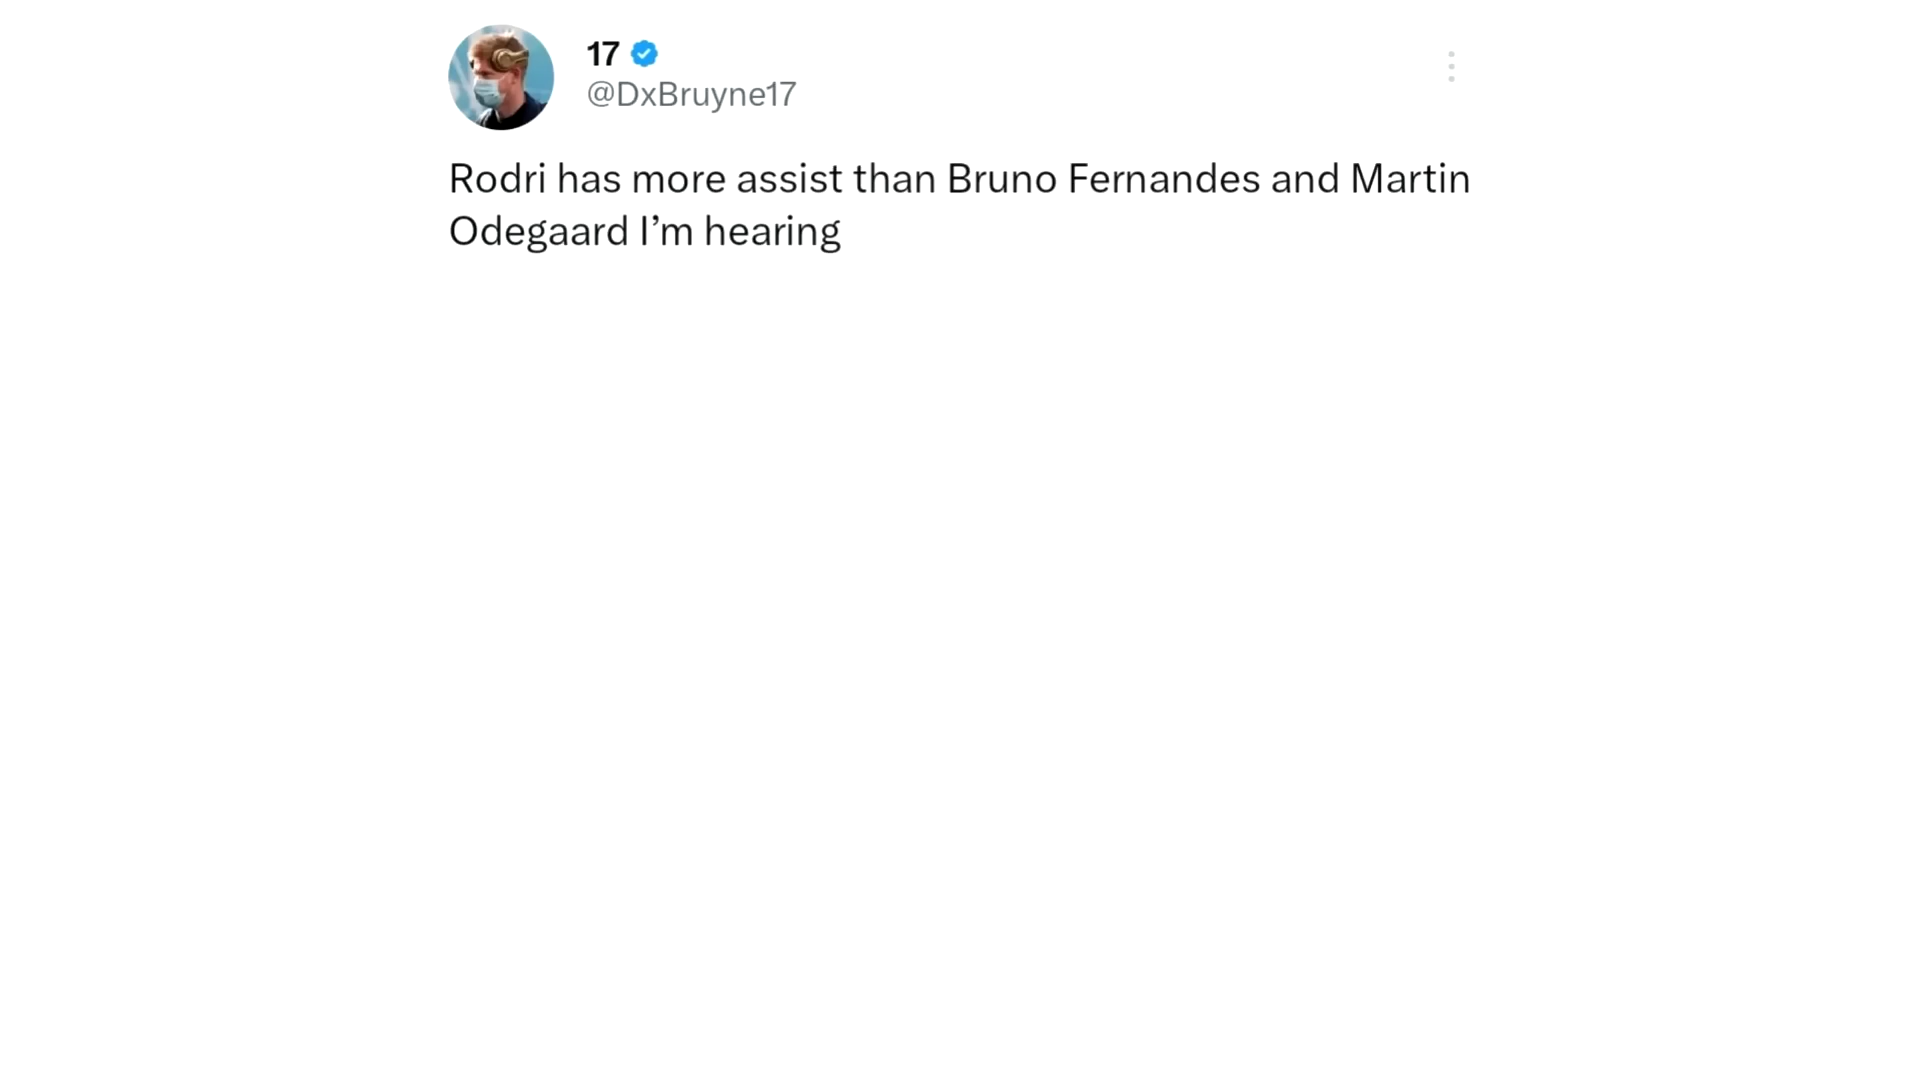 17
@DxBruyne17
Rodri has more assist than Bruno Fernandes and Martin
Odegaard I’m hearing